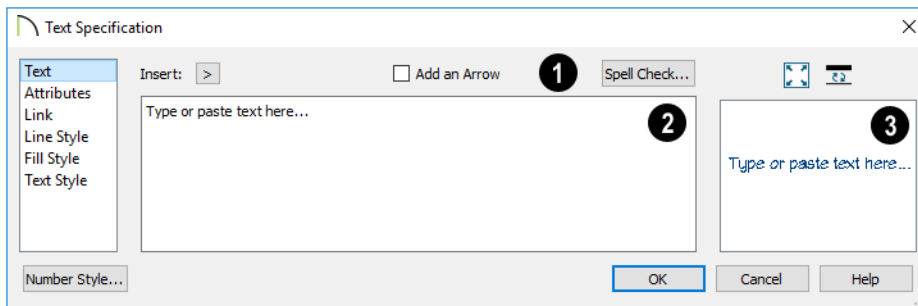 Text Specification
Text
Attributes
Link
Line Style
Fill Style
Text Style
Insert: >
Add an Arrow
1
Spell Check...
Type or paste text here...
2
3
Type or paste text here...
Number Style...
OK
Cancel
Help